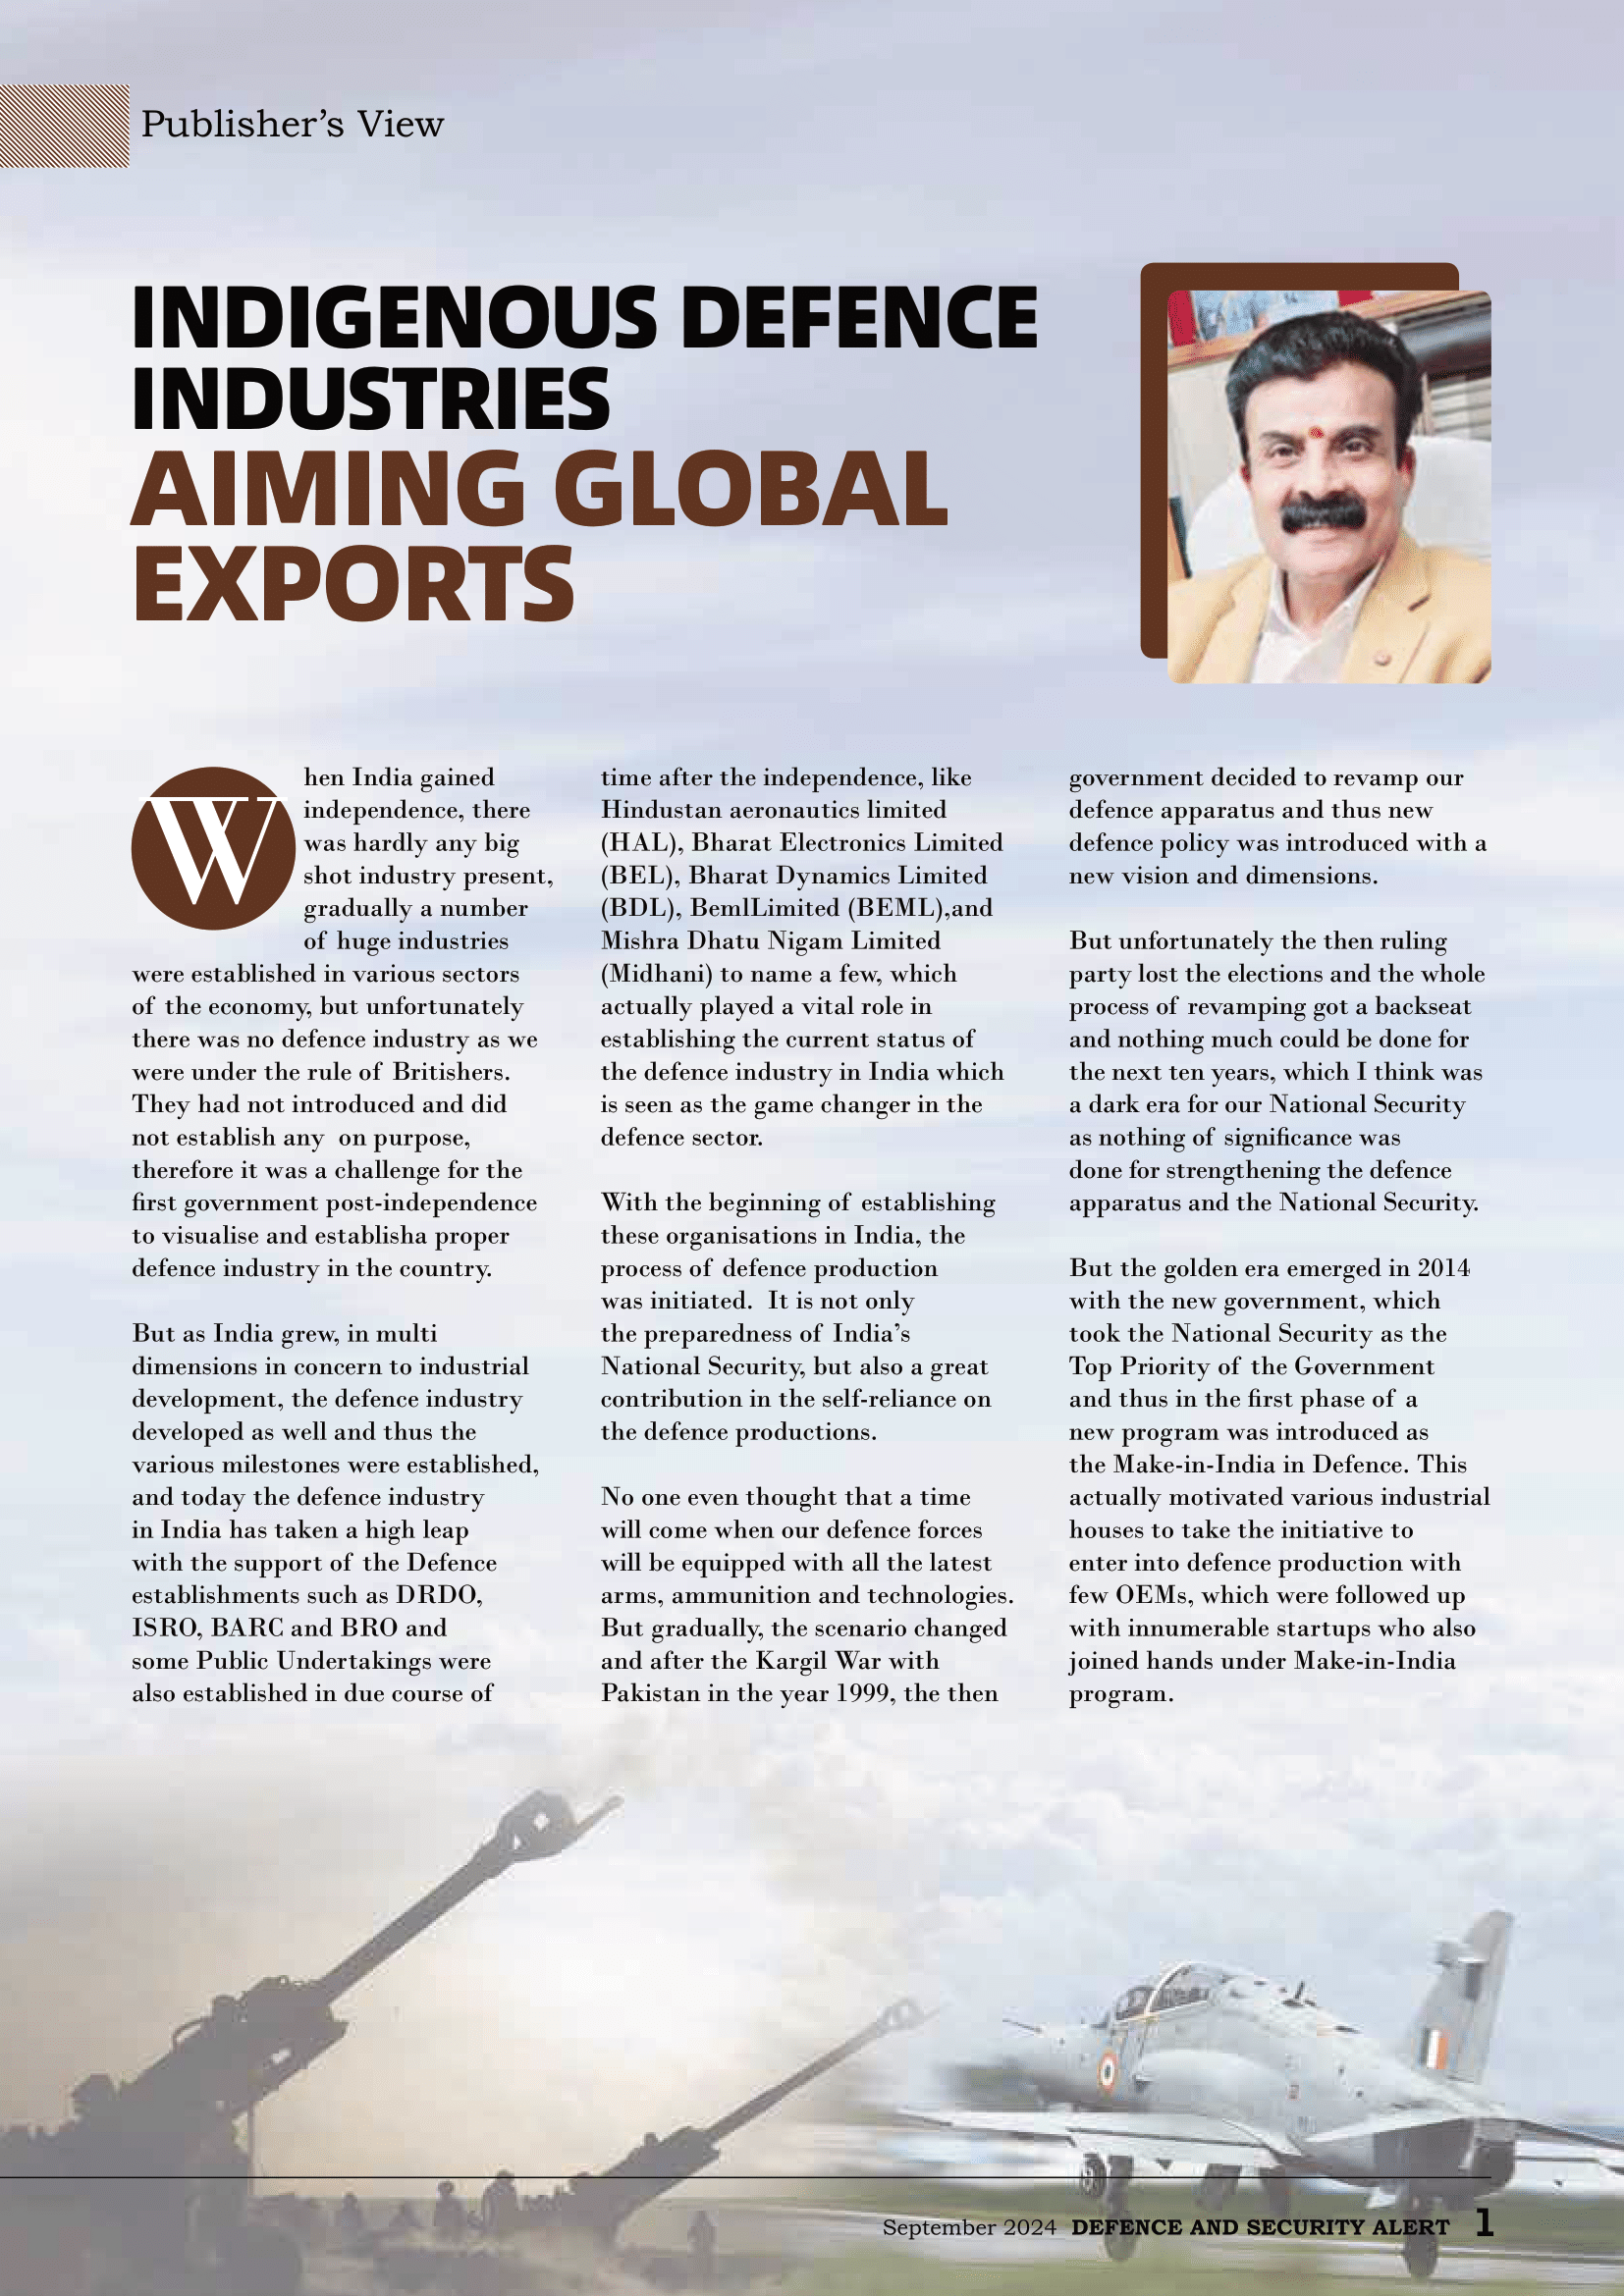 Publisher's View
INDIGENOUS DEFENCE
INDUSTRIES
AIMING GLOBAL
EXPORTS
When India gained
independence, there
was hardly any big
shot industry present,
gradually a number
of huge industries
were established in various sectors
of the economy, but unfortunately
there was no defence industry as we
were under the rule of Britishers.
They had not introduced and did
not establish any on purpose,
therefore it was a challenge for the
first government post-independence
to visualise and establisha proper
defence industry in the country.
But as India grew, in multi
dimensions in concern to industrial
development, the defence industry
developed as well and thus the
various milestones were established,
and today the defence industry
in India has taken a high leap
with the support of the Defence
establishments such as DRDO,
ISRO, BARC and BRO and
some Public Undertakings were
also established in due course of
time after the independence, like
Hindustan aeronautics limited
(HAL), Bharat Electronics Limited
(BEL), Bharat Dynamics Limited
(BDL), BemlLimited (BEML),and
Mishra Dhatu Nigam Limited
(Midhani) to name a few, which
actually played a vital role in
establishing the current status of
the defence industry in India which
is seen as the game changer in the
defence sector.
With the beginning of establishing
these organisations in India, the
process of defence production
was initiated. It is not only
the preparedness of India's
National Security, but also a great
contribution in the self-reliance on
the defence productions.
No one even thought that a time
will come when our defence forces
will be equipped with all the latest
arms, ammunition and technologies.
But gradually, the scenario changed
and after the Kargil War with
Pakistan in the year 1999, the then
government decided to revamp our
defence apparatus and thus new
defence policy was introduced with a
new vision and dimensions.
But unfortunately the then ruling
party lost the elections and the whole
process of revamping got a backseat
and nothing much could be done for
the next ten years, which I think was
a dark era for our National Security
as nothing of significance was
done for strengthening the defence
apparatus and the National Security.
But the golden era emerged in 2014
with the new government, which
took the National Security as the
Top Priority of the Government
and thus in the first phase of a
new program was introduced as
the Make-in-India in Defence. This
actually motivated various industrial
houses to take the initiative to
enter into defence production with
few OEMs, which were followed up
with innumerable startups who also
joined hands under Make-in-India
program.
September 2024 DEFENCE AND SECURITY ALERT 1